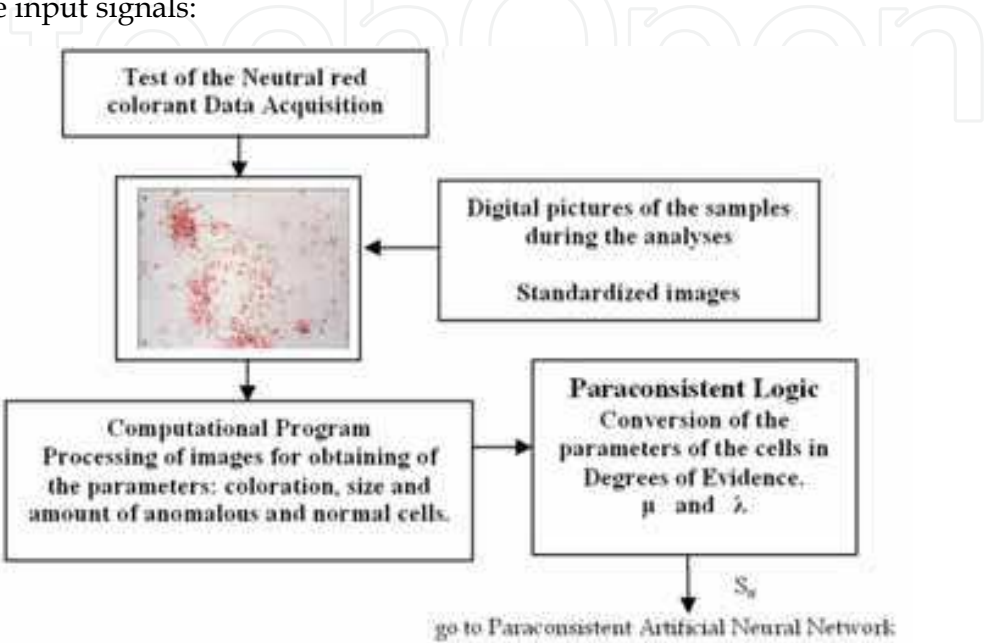 e input signals:
Test of the Neutral red
colorant Data Acquisition
Digital pictures of the samples
during the analyses
Standardized images
Computational Program
Processing of images for obtaining of
the parameters: coloration, size and
amount of anomalous and normal cells.
Paraconsistent Logic
Conversion of the
parameters of the cells in
Degrees of Evidence.
μ and λ
go to Paraconsistent Artificial Neural Network